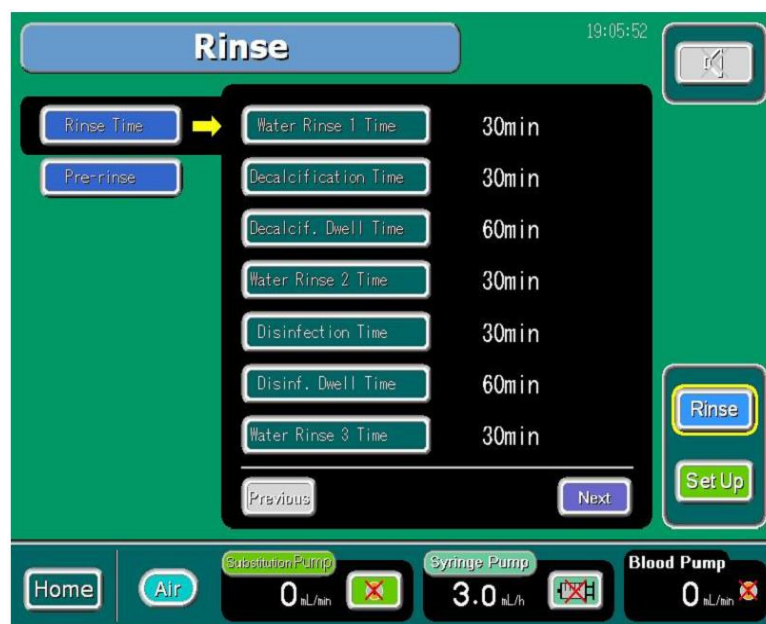 Rinse
19:05:52
Rinse Time
Water Rinse 1 Time 30min
Pre-rinse
Decalcification Time 30min
Decalcif. Dwell Time 60min
Water Rinse 2 Time 30min
Disinfection Time 30min
Disinf. Dwell Time 60min
Rinse
Water Rinse 3 Time 30min
Set Up
Previous
Next
Home
Air
Substitution Pump
0 mL/min
Syringe Pump
3.0 mL/h
Blood Pump
0 mL/min